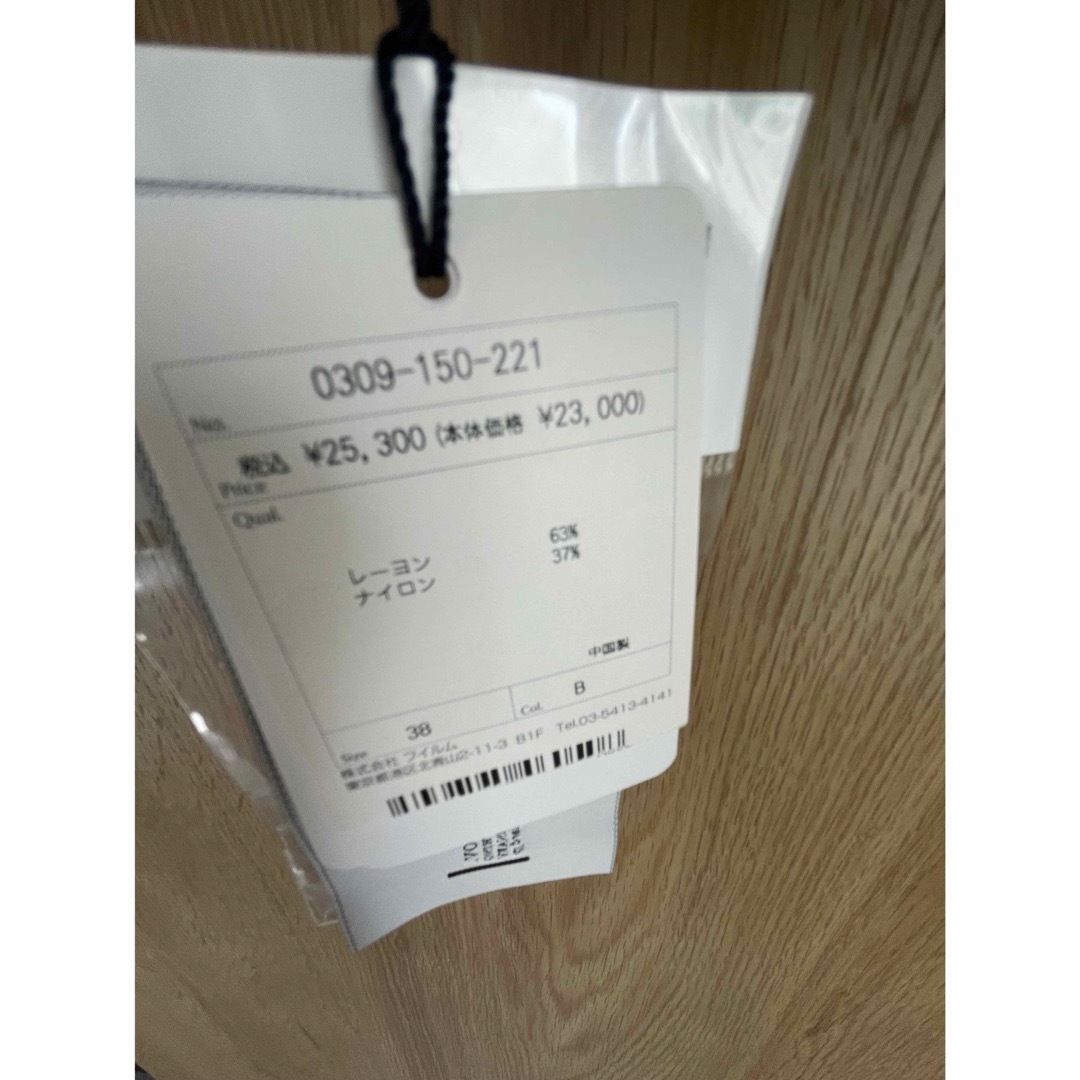 0309-150-221
No.
税込 ¥25,300 (本体価格 ¥23,000)
Price
Qual.
レーヨン 63%
ナイロン 37%
中国製
Size 38 Col. B
株式会社 フイルム
東京都港区北青山2-11-3 B1F Tel.03-5413-4141